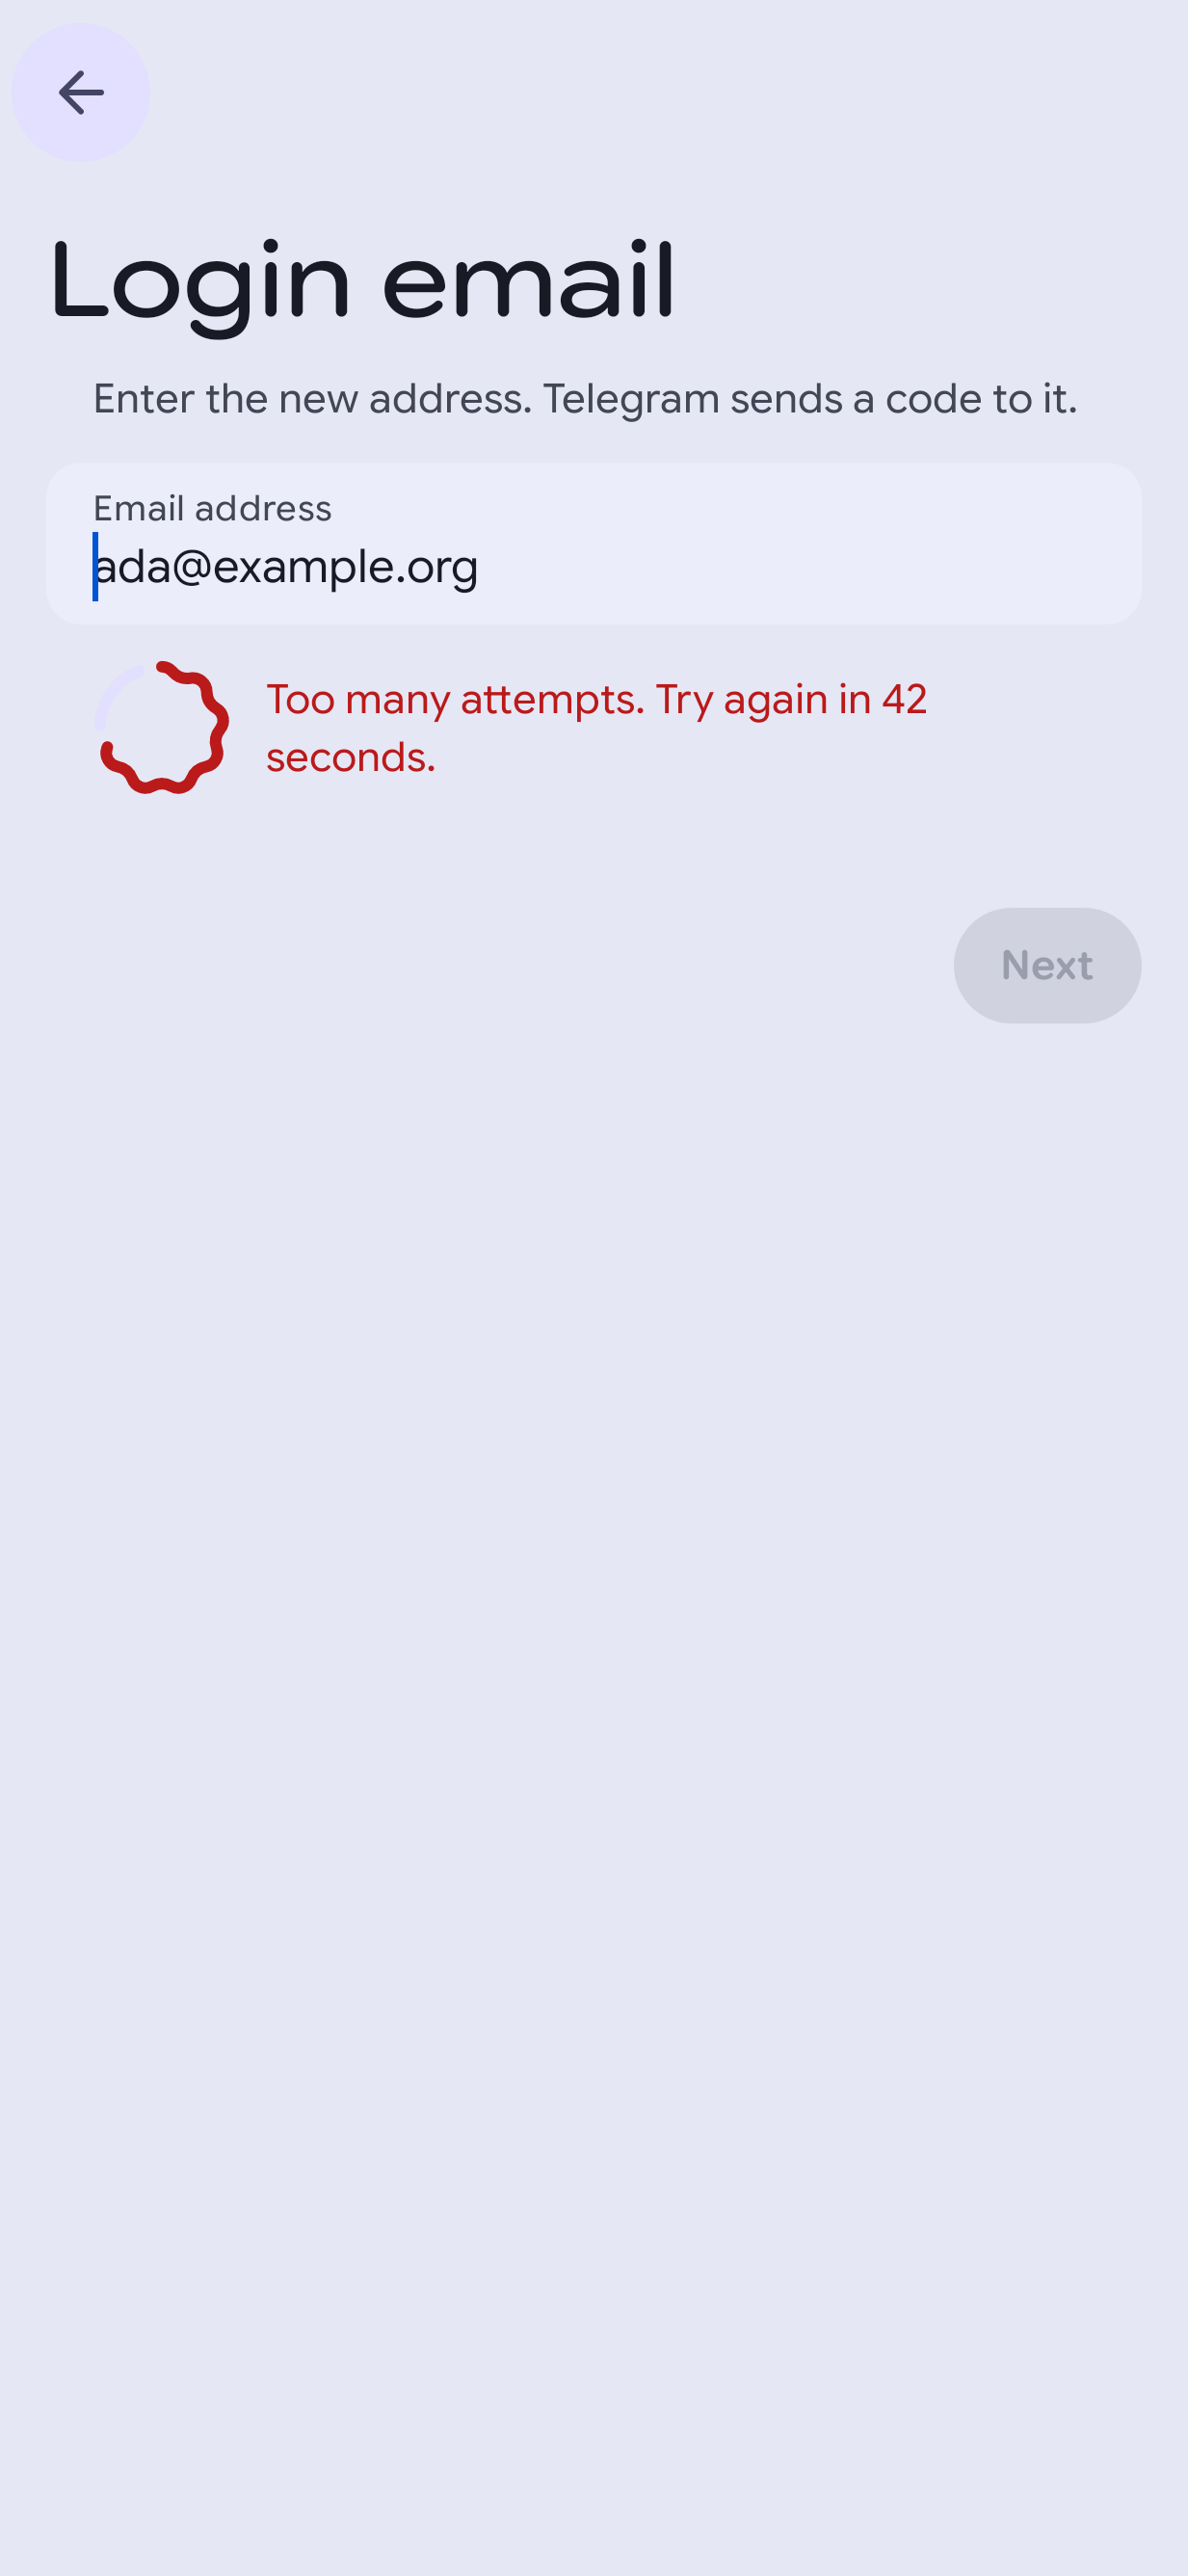 Login email
Enter the new address. Telegram sends a code to it.
Email address
ada@example.org
Too many attempts. Try again in 42
seconds.
Next